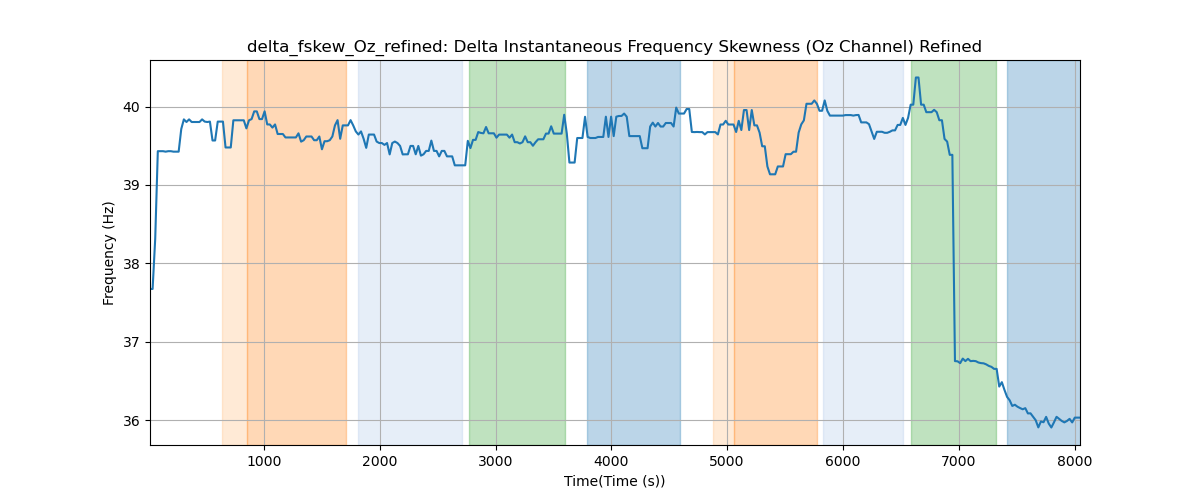 delta_fskew_Oz_refined: Delta Instantaneous Frequency Skewness (Oz Channel) Refined
Frequency (Hz)
40
39
38
37
36
1000 2000 3000 4000 5000 6000 7000 8000
Time(Time (s))